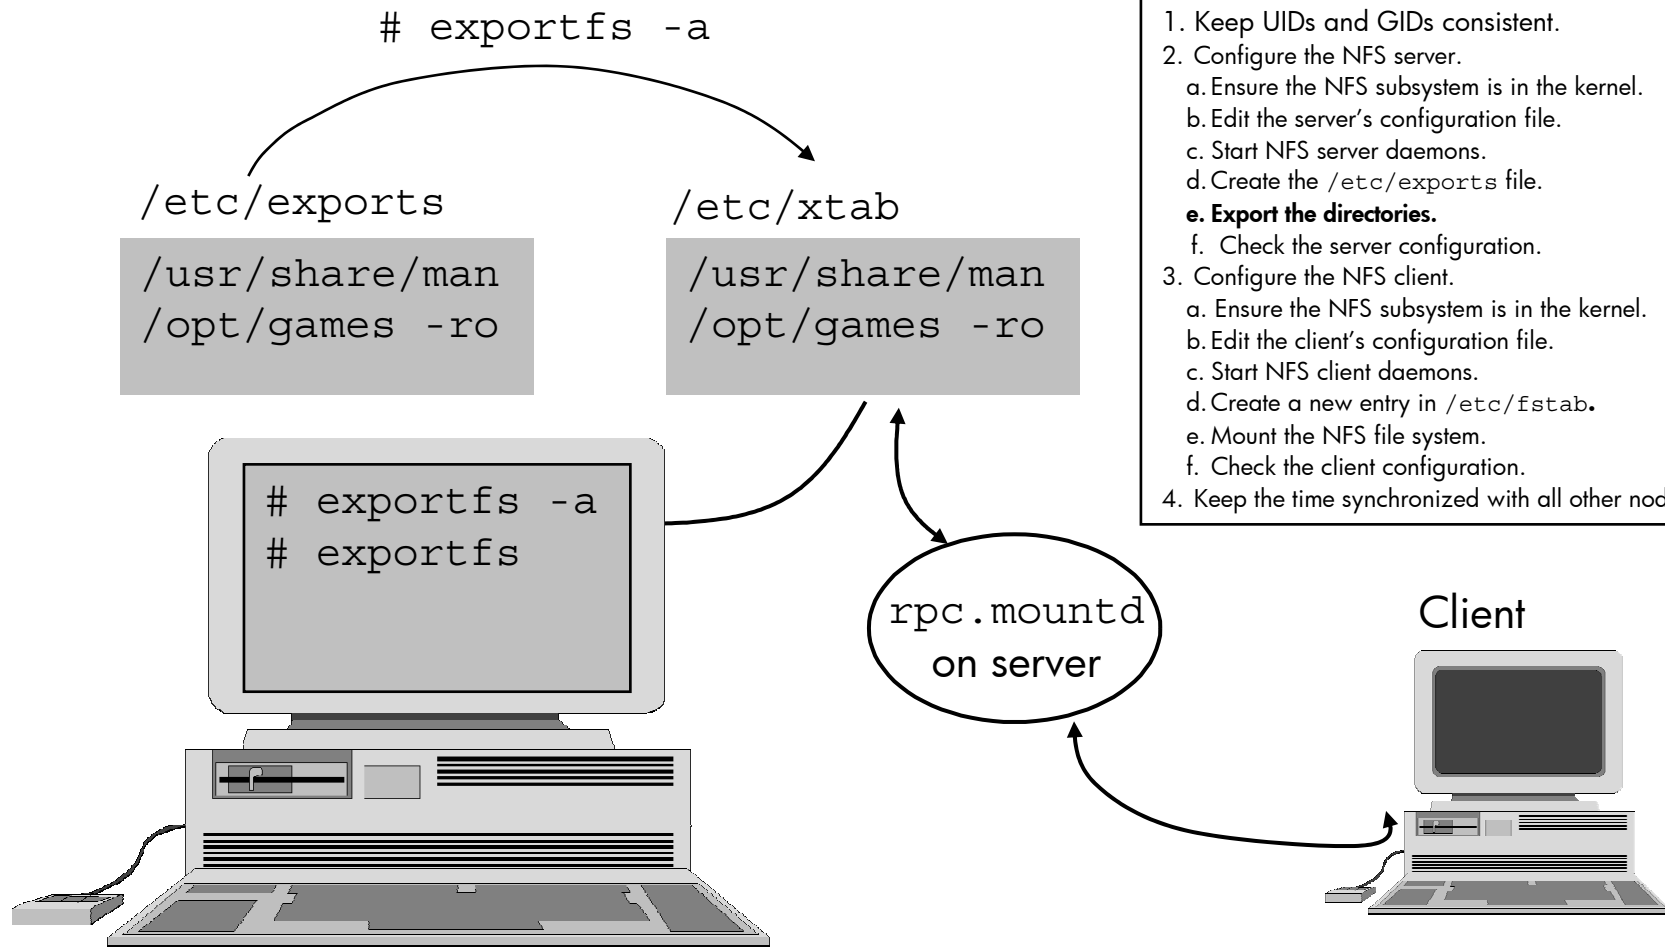 # exportfs -a
/etc/exports
/usr/share/man
/opt/games -ro
/etc/xtab
/usr/share/man
/opt/games -ro
# exportfs -a
# exportfs
rpc.mountd
on server
Client
1. Keep UIDs and GIDs consistent.
2. Configure the NFS server.
a. Ensure the NFS subsystem is in the kernel.
b. Edit the server’s configuration file.
c. Start NFS server daemons.
d. Create the /etc/exports file.
e. Export the directories.
f. Check the server configuration.
3. Configure the NFS client.
a. Ensure the NFS subsystem is in the kernel.
b. Edit the client’s configuration file.
c. Start NFS client daemons.
d. Create a new entry in /etc/fstab.
e. Mount the NFS file system.
f. Check the client configuration.
4. Keep the time synchronized with all other nod